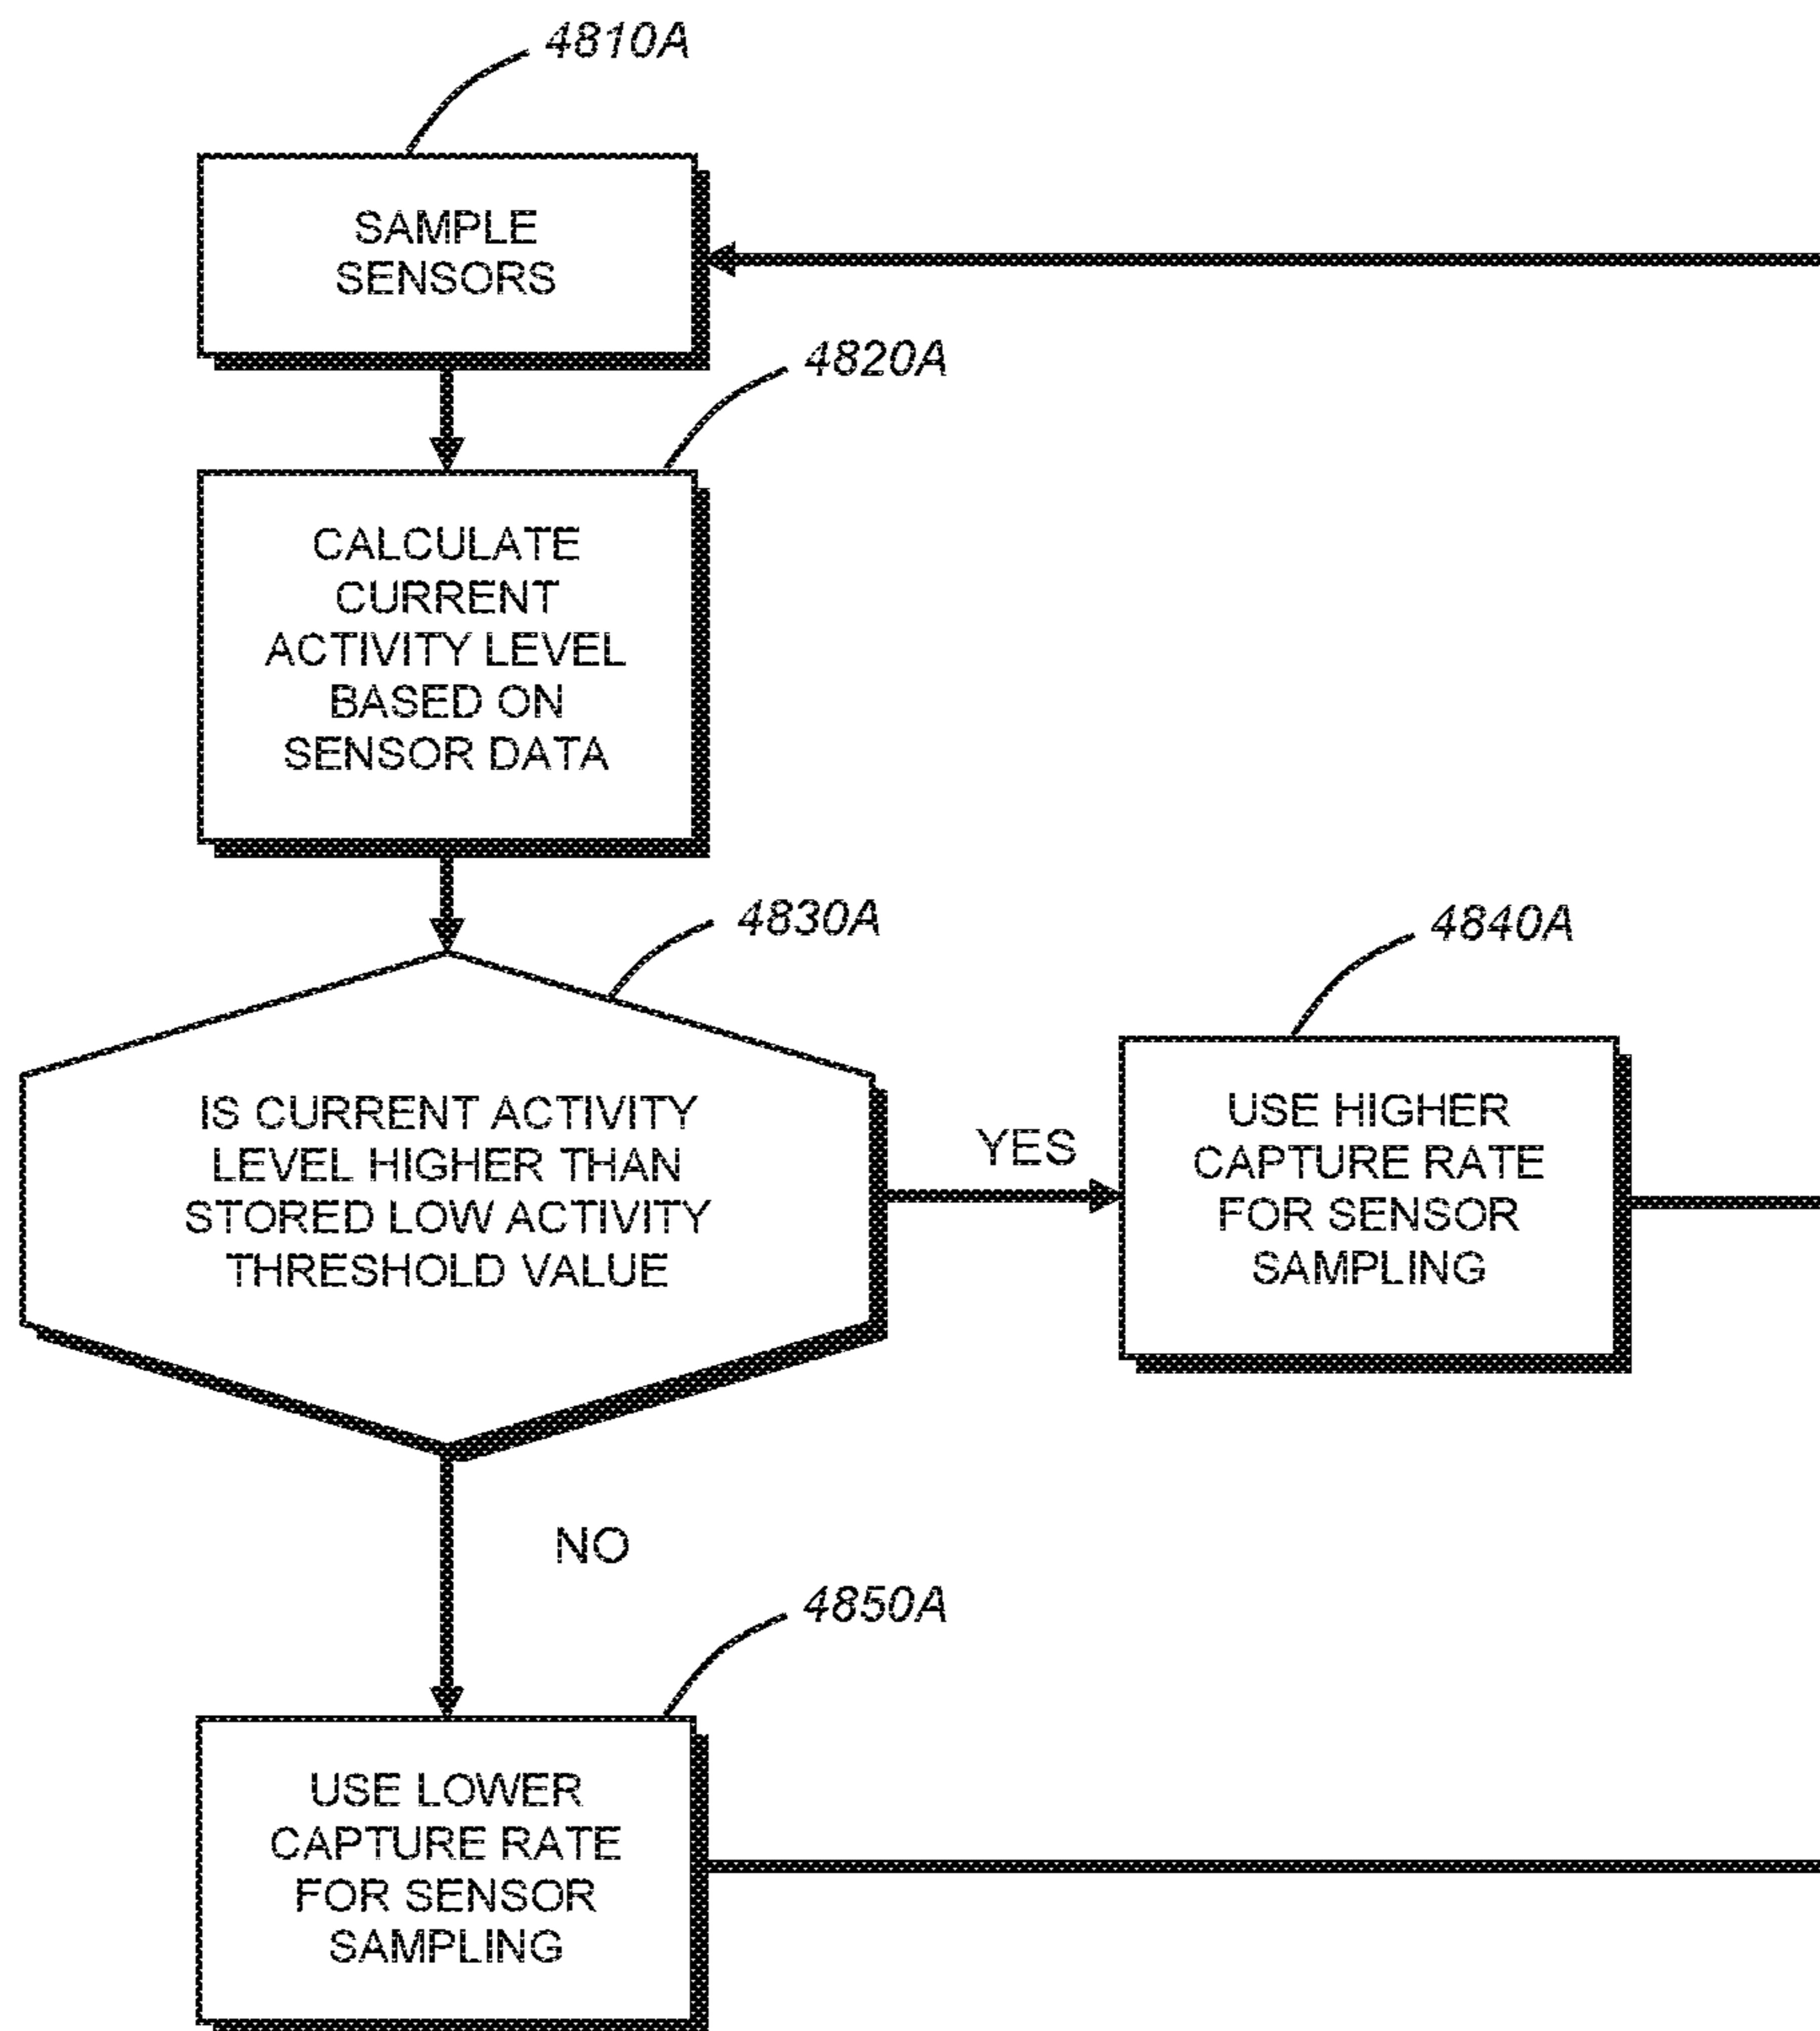 4810A
SAMPLE
SENSORS
4820A
CALCULATE
CURRENT
ACTIVITY LEVEL
BASED ON
SENSOR DATA
4830A
IS CURRENT ACTIVITY
LEVEL HIGHER THAN
STORED LOW ACTIVITY
THRESHOLD VALUE
YES
4840A
USE HIGHER
CAPTURE RATE
FOR SENSOR
SAMPLING
NO
4850A
USE LOWER
CAPTURE RATE
FOR SENSOR
SAMPLING